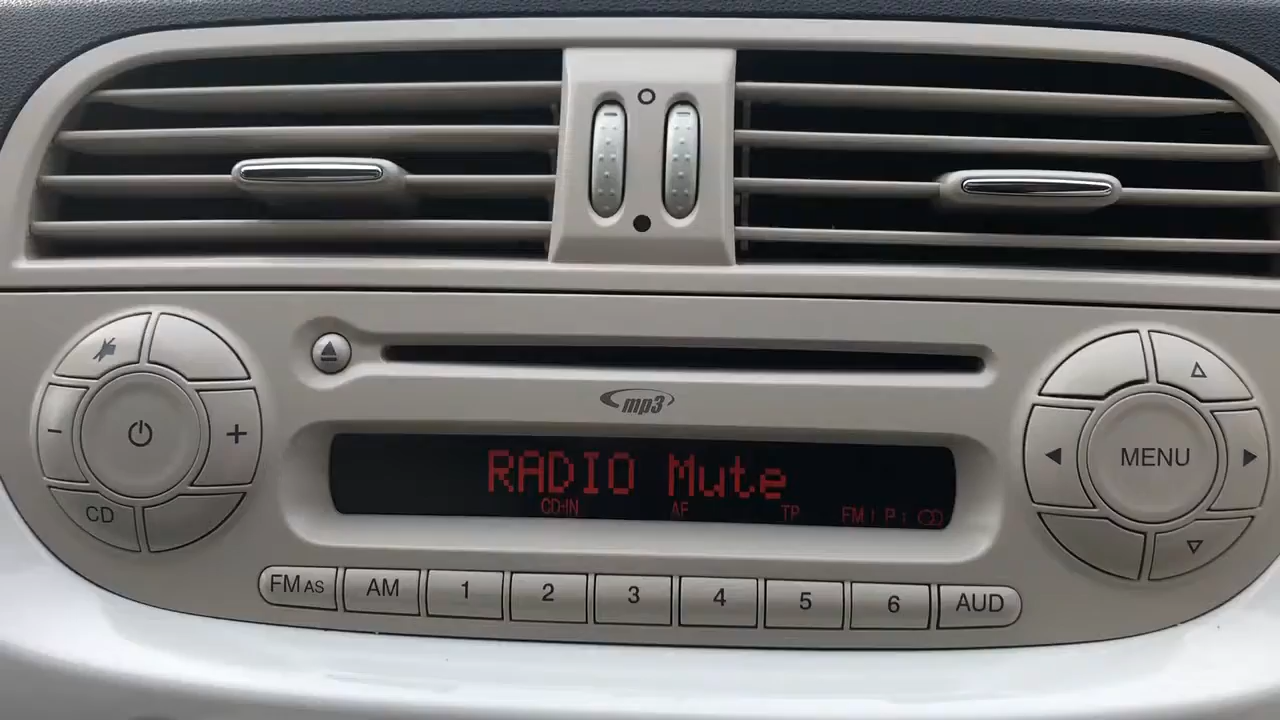 mp3
RADIO Mute
CD-IN AF TP FM
− + MENU
CD
FM AS AM 1 2 3 4 5 6 AUD